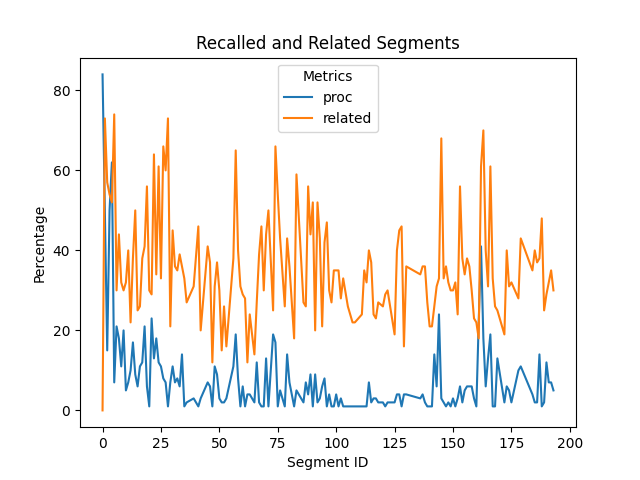 Recalled and Related Segments
Metrics
proc
related
Percentage
80
60
40
20
0
0 25 50 75 100 125 150 175 200
Segment ID